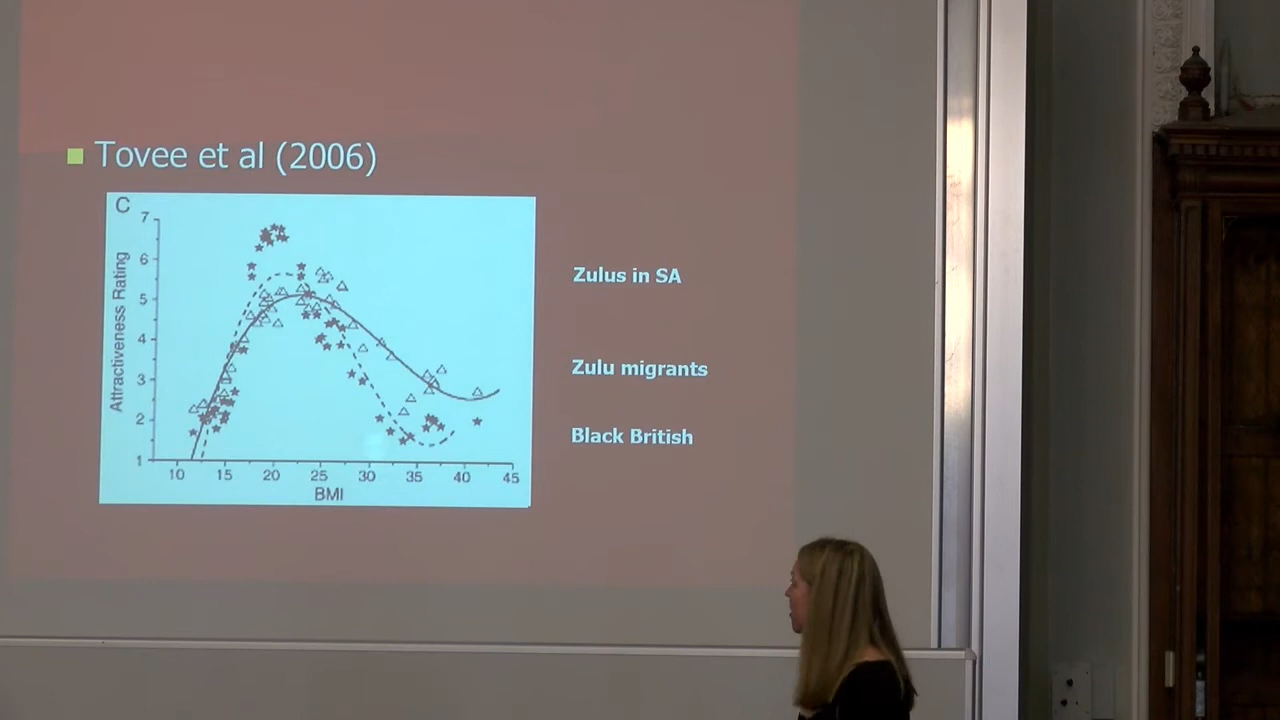 Tovee et al (2006)
C
Attractiveness Rating
7
6
5
4
3
2
1
10 15 20 25 30 35 40 45
BMI
Zulus in SA
Zulu migrants
Black British